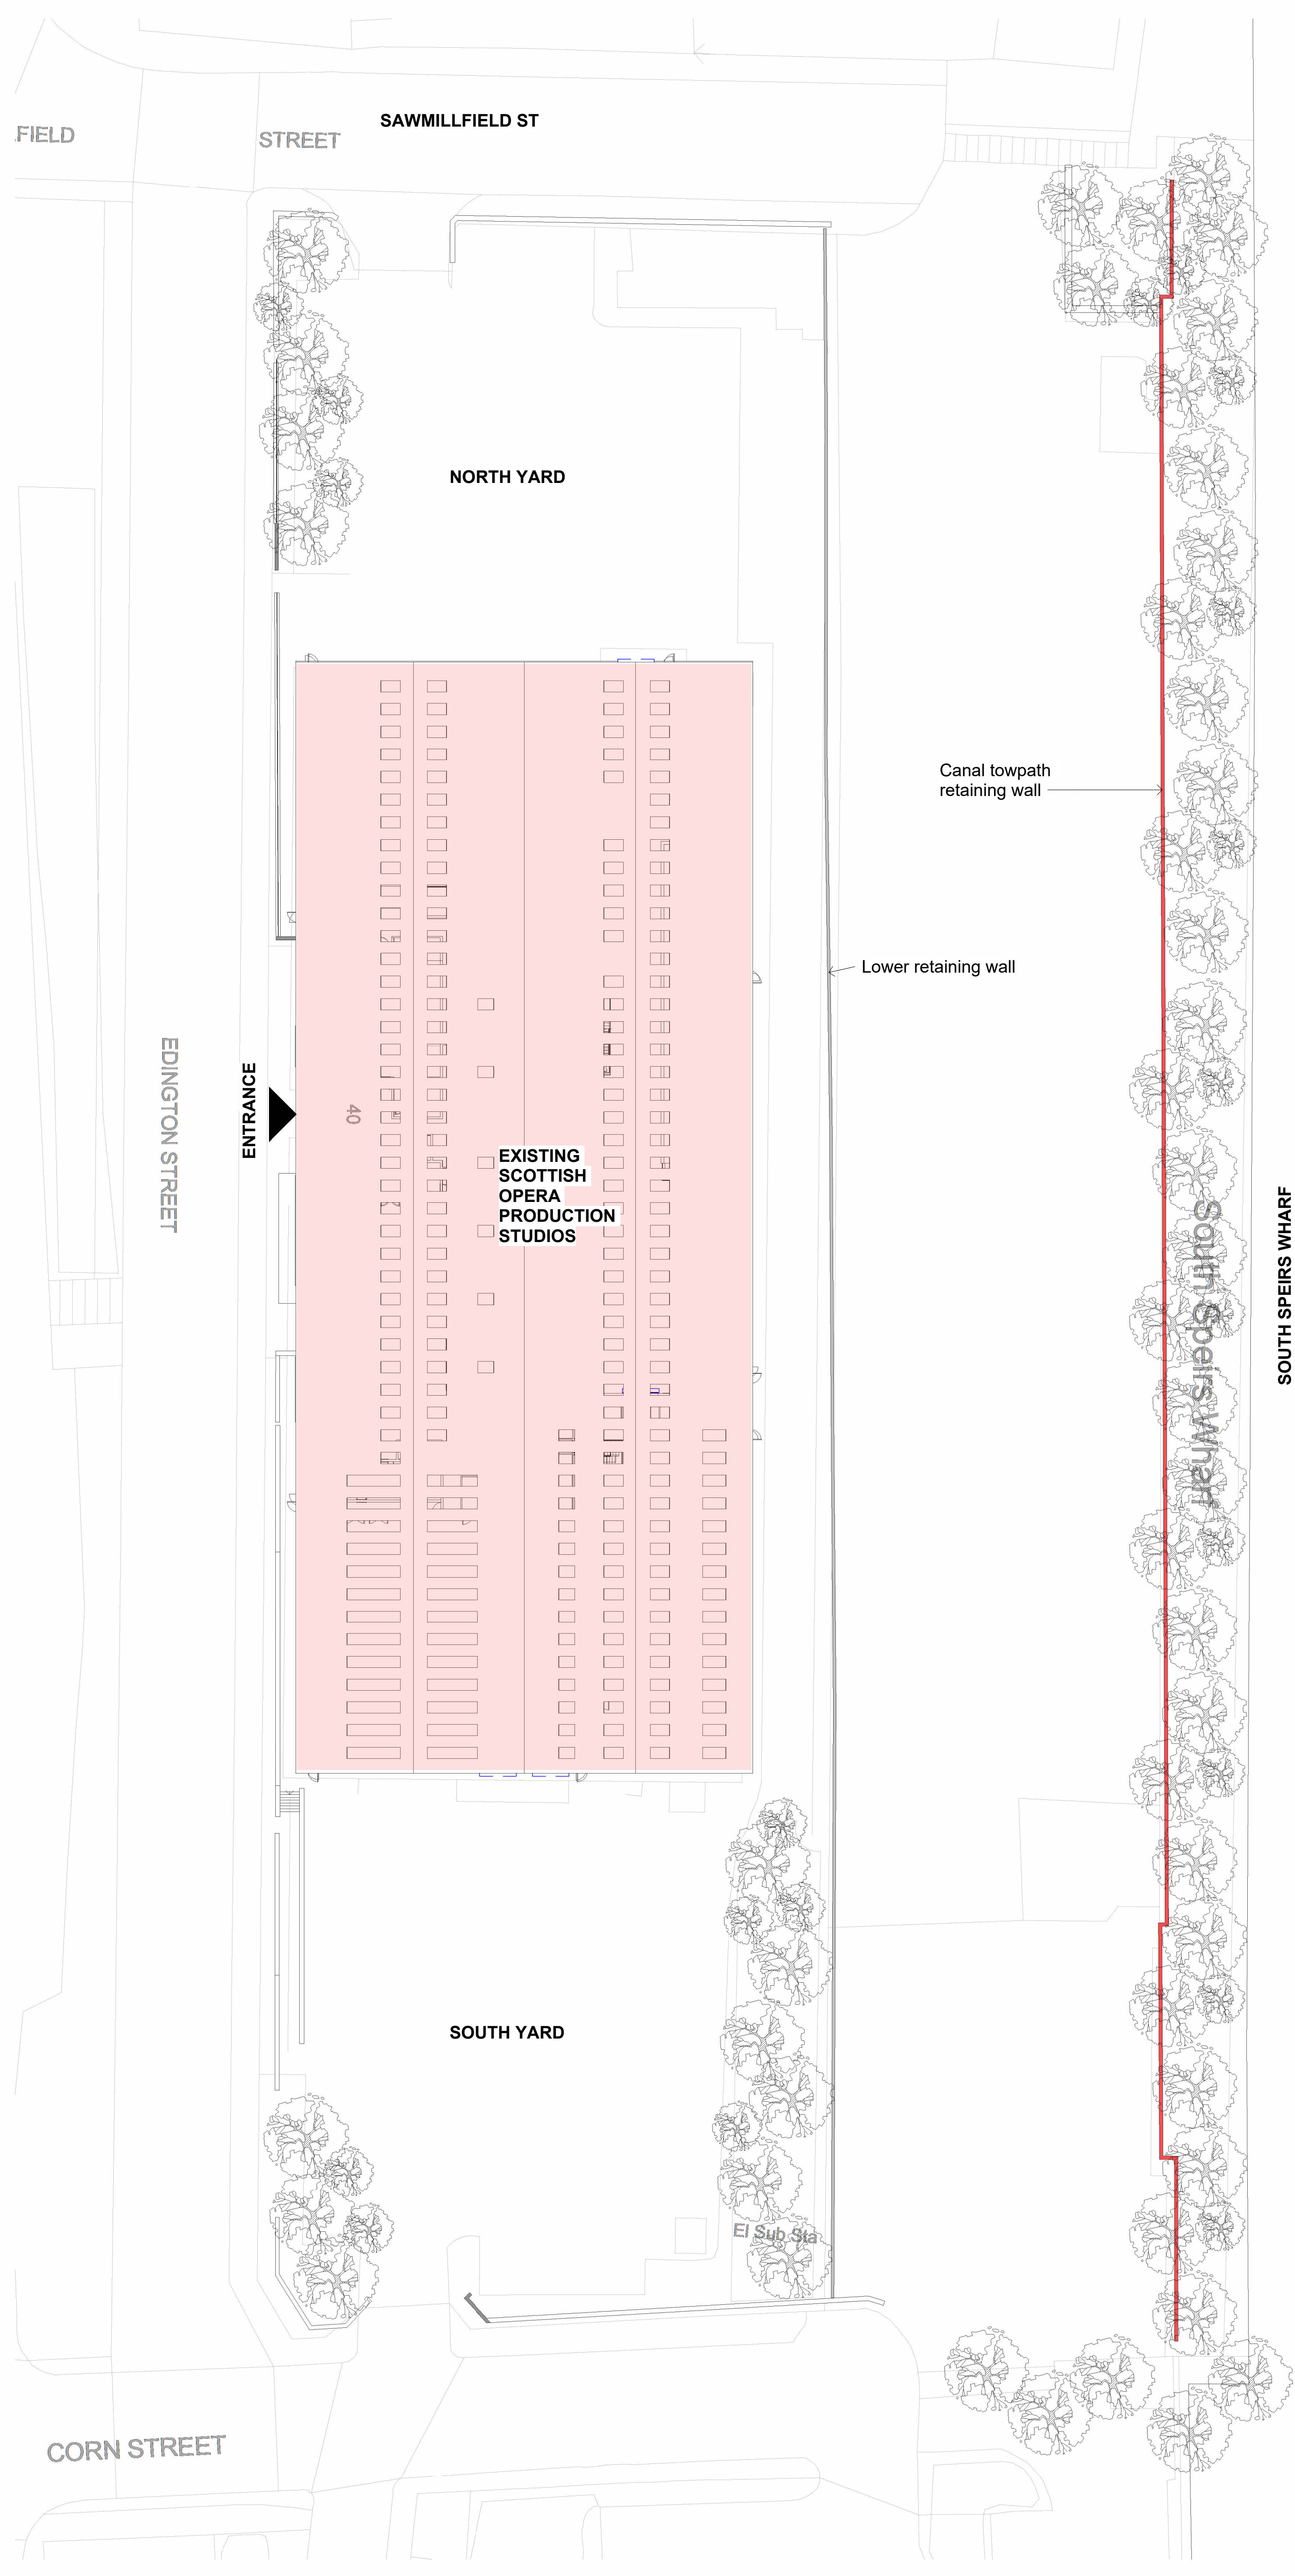 SAWMILLFIELD ST
FIELD
STREET
NORTH YARD
Canal towpath
retaining wall
Lower retaining wall
EDINGTON STREET
ENTRANCE
40
EXISTING
SCOTTISH
OPERA
PRODUCTION
STUDIOS
South Speirs Wharf
SOUTH SPEIRS WHARF
SOUTH YARD
El Sub Sta
CORN STREET